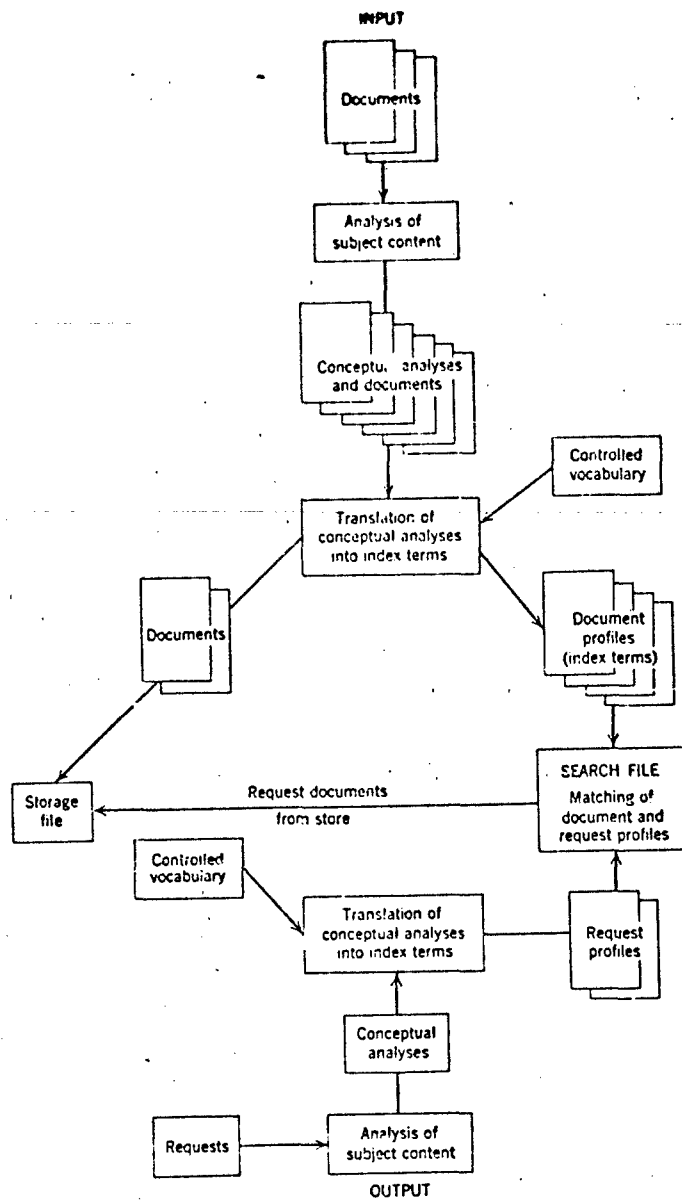 INPUT
Documents
Analysis of
subject content
Conceptual analyses
and documents
Controlled
vocabulary
Translation of
conceptual analyses
into index terms
Documents
Document
profiles
(index terms)
Storage
file
Request documents
from store
SEARCH FILE
Matching of
document and
request profiles
Controlled
vocabulary
Translation of
conceptual analyses
into index terms
Request
profiles
Conceptual
analyses
Requests
Analysis of
subject content
OUTPUT